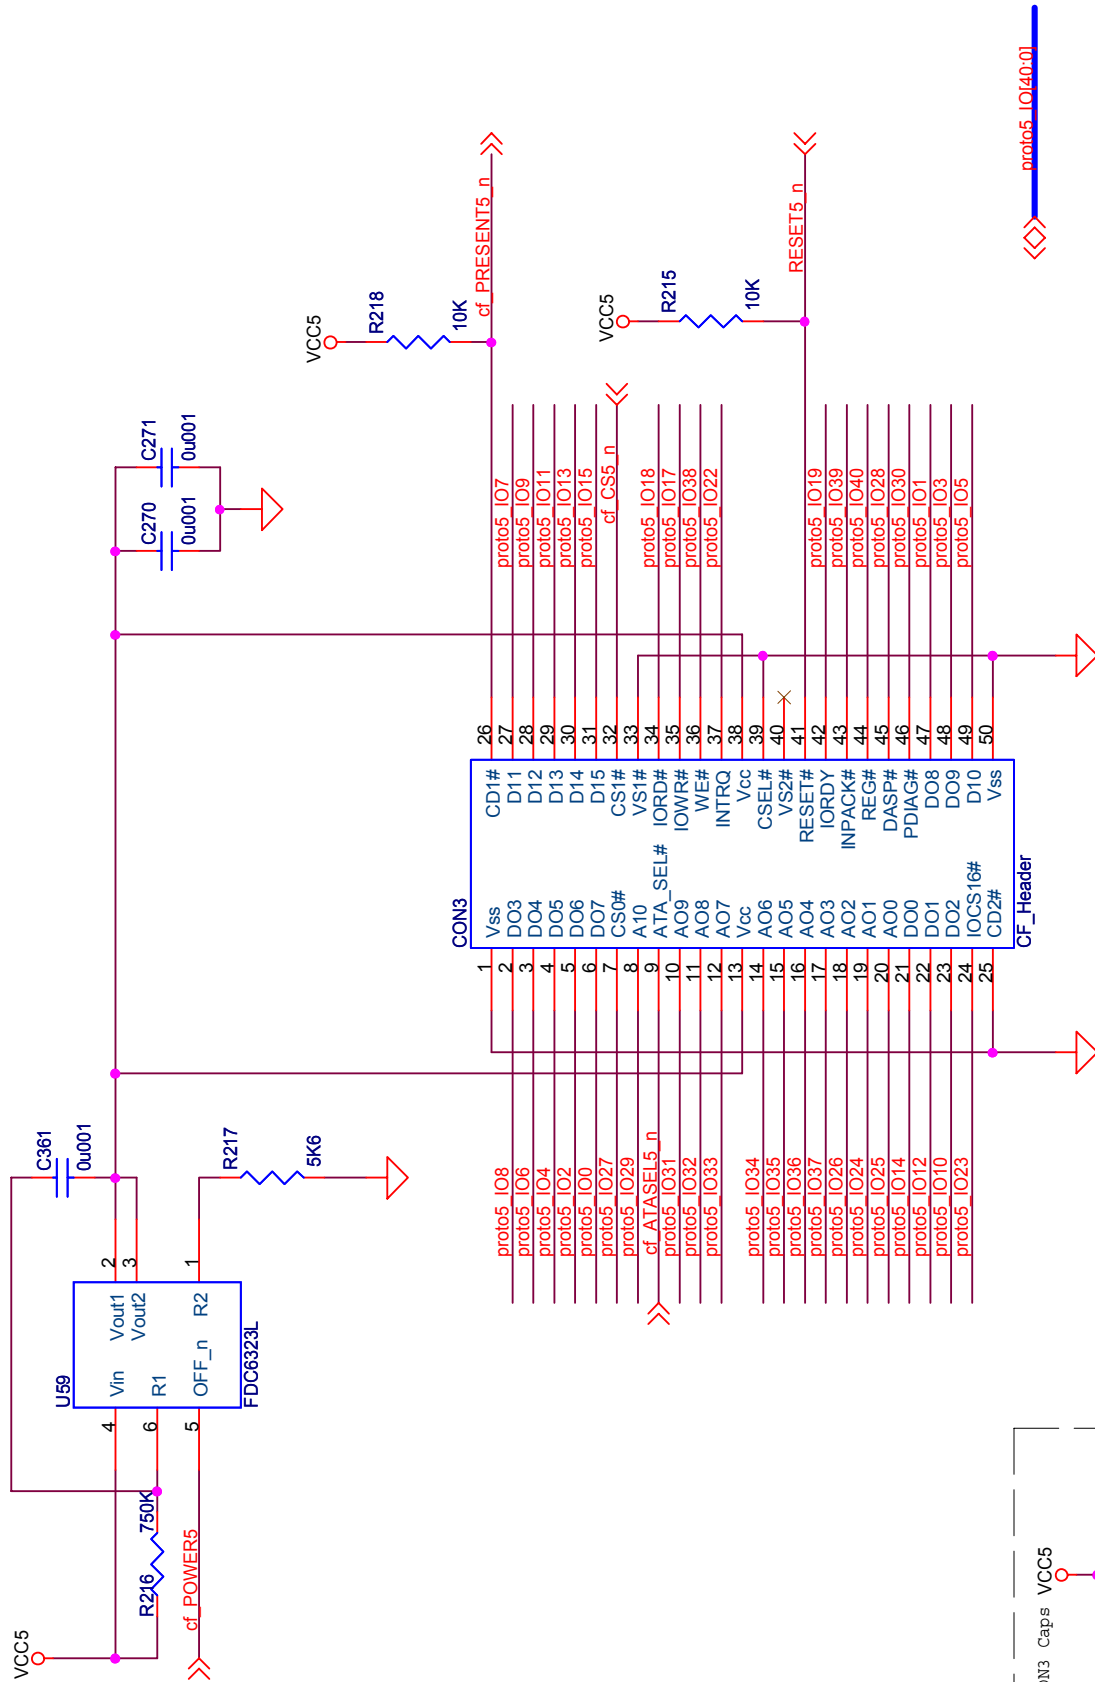 VCC5
R216
750K
cf_POWER5
4
6
5
U59
Vin
R1
OFF_n
Vout1
Vout2
R2
FDC6323L
2
3
1
C361
0u001
R217
5K6
C270
0u001
C271
0u001
VCC5
R218
10K
cf_PRESENT5_n
VCC5
R215
10K
RESET5_n
proto5_IO[40:0]
proto5_IO8
proto5_IO6
proto5_IO4
proto5_IO2
proto5_IO0
proto5_IO27
proto5_IO29
cf_ATASEL5_n
proto5_IO31
proto5_IO32
proto5_IO33
proto5_IO34
proto5_IO35
proto5_IO36
proto5_IO37
proto5_IO26
proto5_IO24
proto5_IO25
proto5_IO14
proto5_IO12
proto5_IO10
proto5_IO23
CON3
1 Vss CD1# 26
2 DO3 D11 27
3 DO4 D12 28
4 DO5 D13 29
5 DO6 D14 30
6 DO7 D15 31
7 CS0# CS1# 32
8 A10 VS1# 33
9 ATA_SEL# IORD# 34
10 AO9 IOWR# 35
11 AO8 WE# 36
12 AO7 INTRQ 37
13 Vcc Vcc 38
14 AO6 CSEL# 39
15 AO5 VS2# 40
16 AO4 RESET# 41
17 AO3 IORDY 42
18 AO2 INPACK# 43
19 AO1 REG# 44
20 AO0 DASP# 45
21 DO0 PDIAG# 46
22 DO1 DO8 47
23 DO2 DO9 48
24 IOCS16# D10 49
25 CD2# Vss 50
CF_Header
proto5_IO7
proto5_IO9
proto5_IO11
proto5_IO13
proto5_IO15
cf_CS5_n
proto5_IO18
proto5_IO17
proto5_IO38
proto5_IO22
proto5_IO19
proto5_IO39
proto5_IO40
proto5_IO28
proto5_IO30
proto5_IO1
proto5_IO3
proto5_IO5
ON3 Caps
VCC5